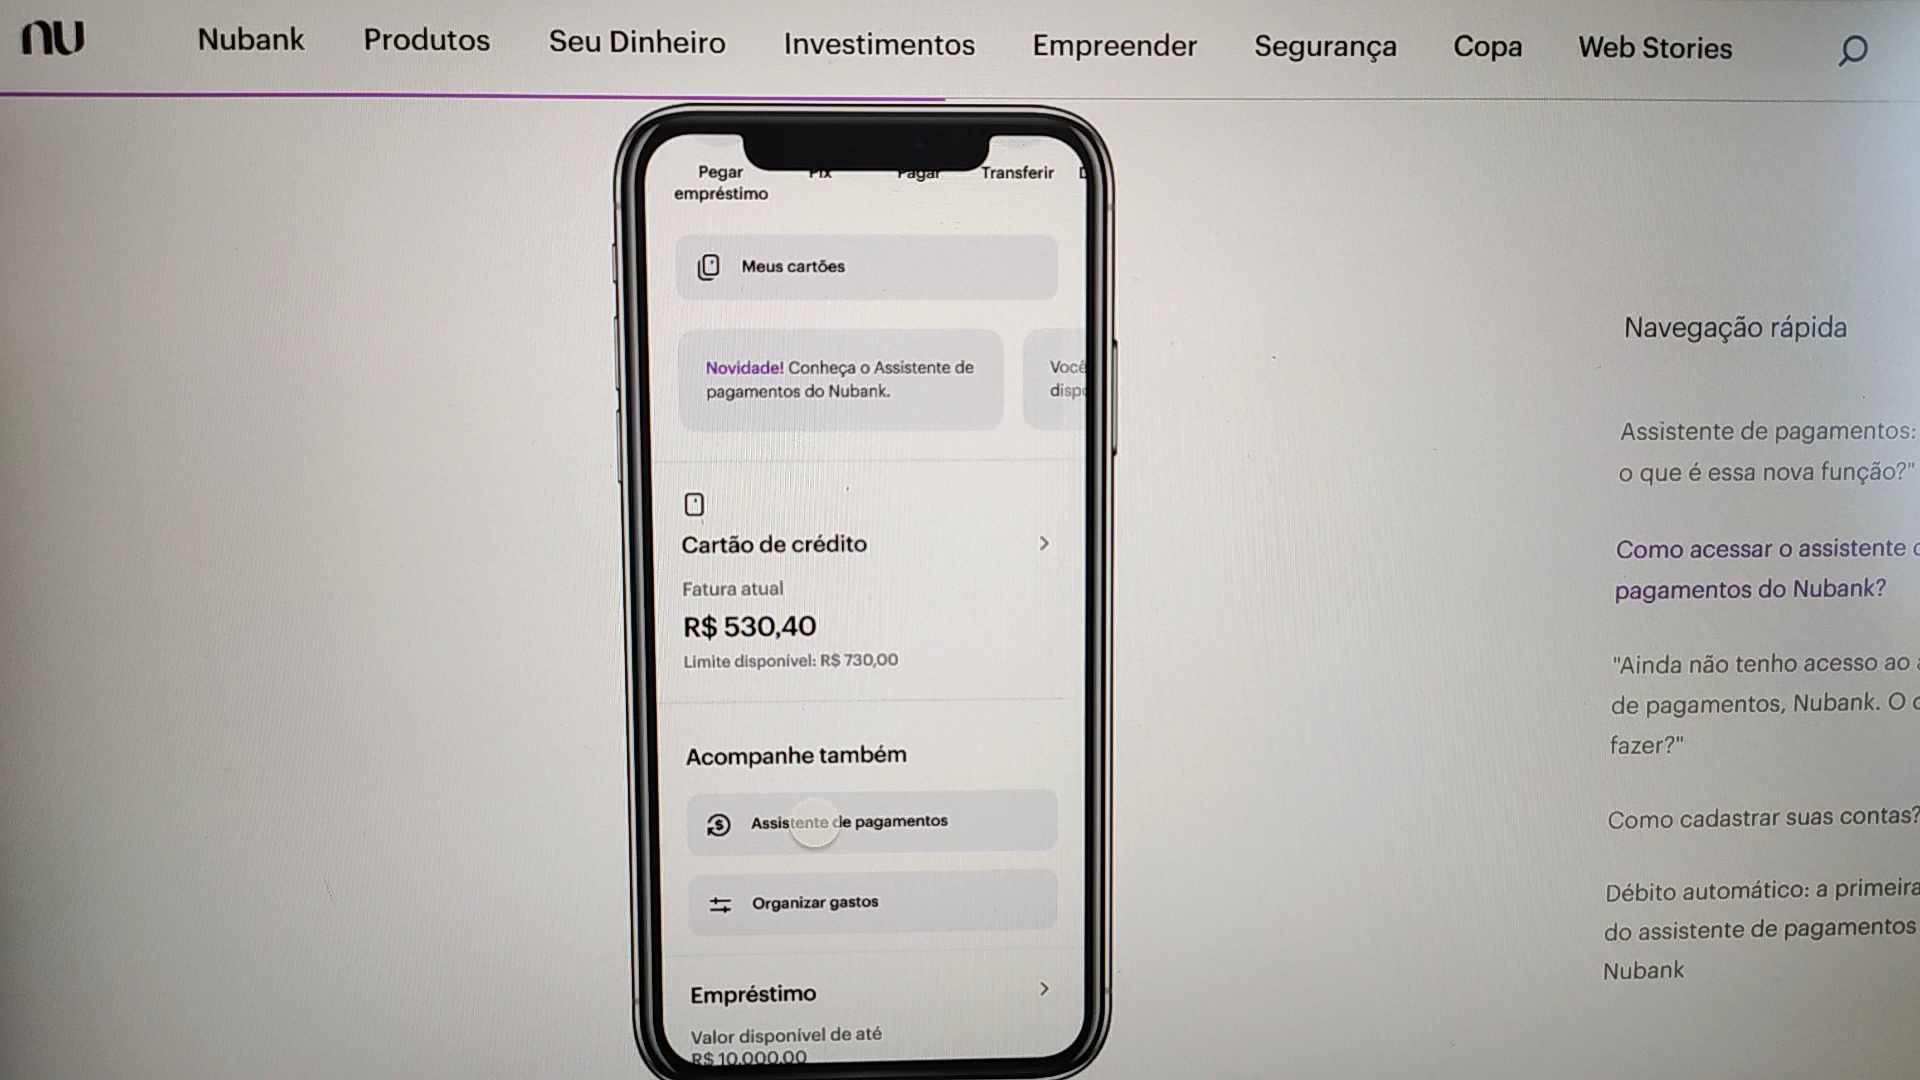 nu
Nubank
Produtos
Seu Dinheiro
Investimentos
Empreender
Segurança
Copa
Web Stories
Pegar
empréstimo
Pix
Pagar
Transferir
Meus cartões
Novidade! Conheça o Assistente de
pagamentos do Nubank.
Você
Cartão de crédito
Fatura atual
R$ 530,40
Limite disponível: R$ 730,00
Acompanhe também
Assistente de pagamentos
Organizar gastos
Empréstimo
Valor disponível de até
R$ 10.000,00
Navegação rápida
Assistente de pagamentos:
o que é essa nova função?"
Como acessar o assistente
pagamentos do Nubank?
"Ainda não tenho acesso ao
de pagamentos, Nubank. O
fazer?"
Como cadastrar suas contas?
Débito automático: a primeira
do assistente de pagamentos
Nubank